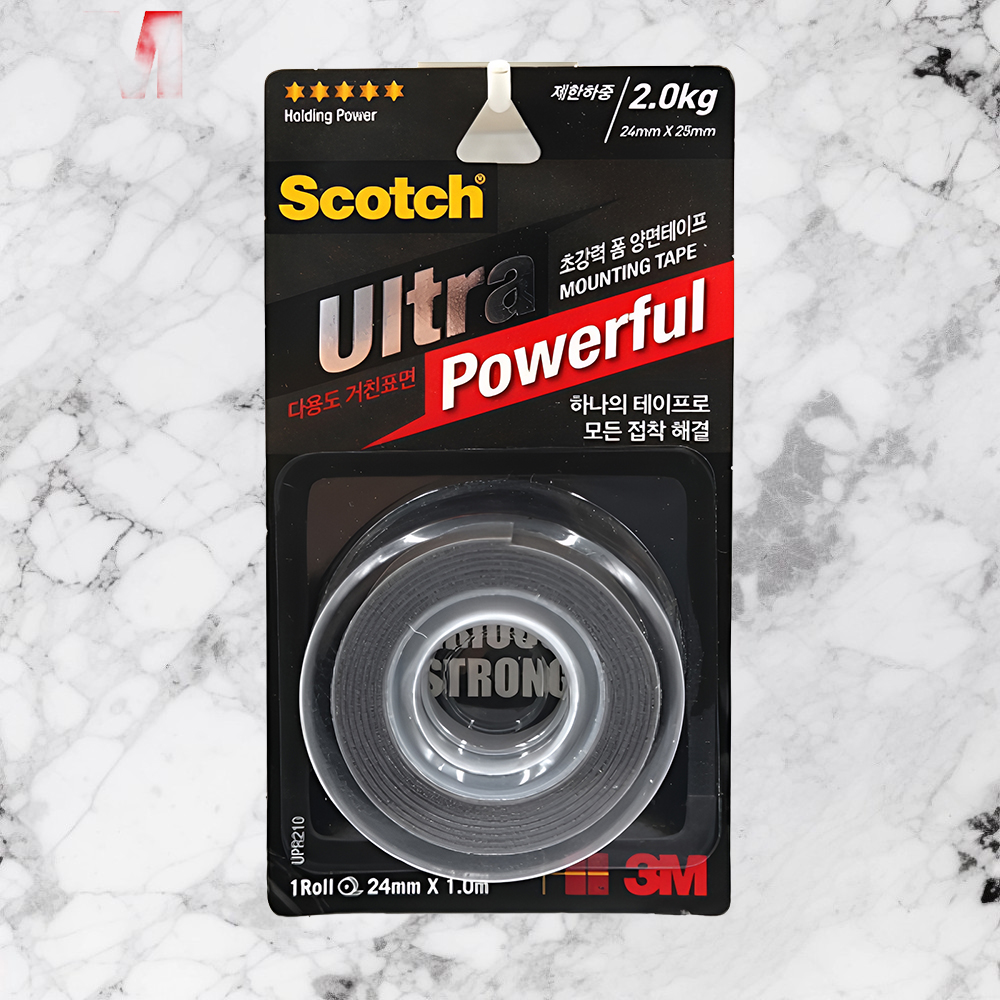 Holding Power
제한하중 2.0kg
24mm X 25mm
Scotch®
초강력 폼 양면테이프
MOUNTING TAPE
Ultra
Powerful
다용도 거친표면
하나의 테이프로
모든 접착 해결
STRONG
UPR210
1Roll 24mm X 1.0m
3M